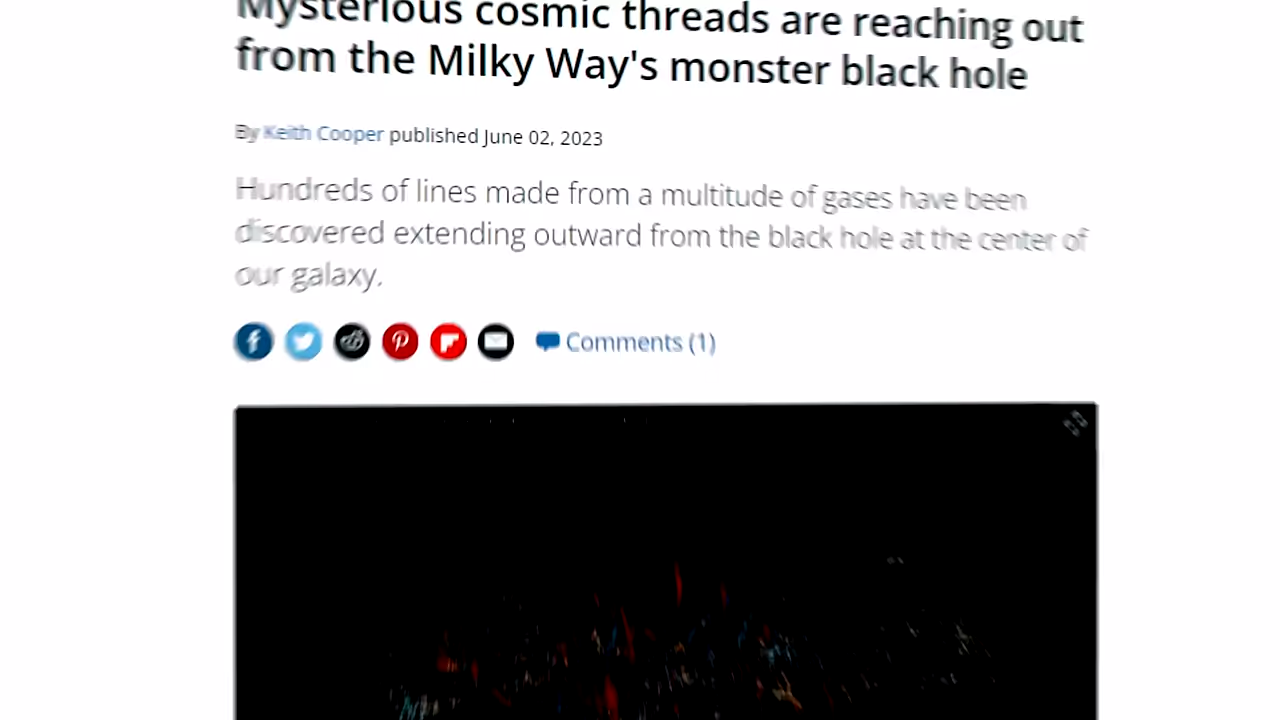 Mysterious cosmic threads are reaching out
from the Milky Way's monster black hole
By Keith Cooper published June 02, 2023
Hundreds of lines made from a multitude of gases have been
discovered extending outward from the black hole at the center of
our galaxy.
Comments (1)